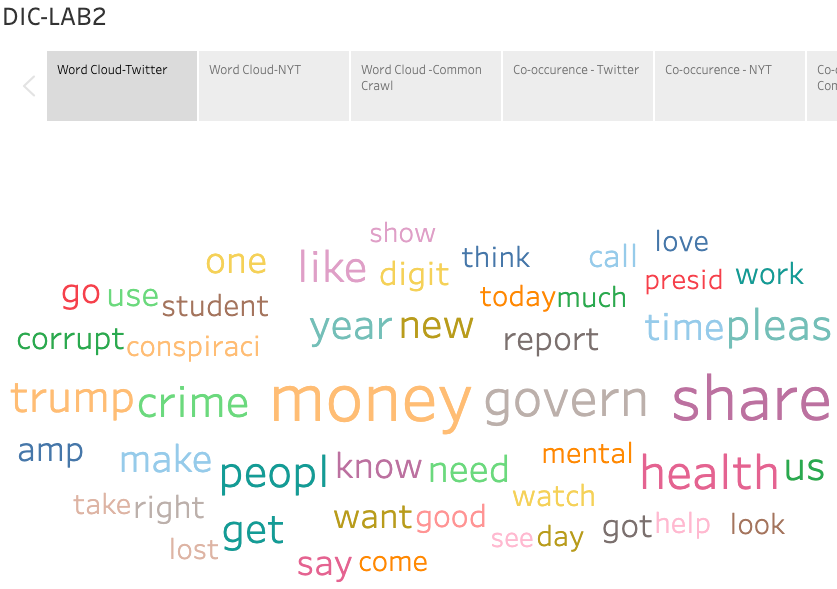 DIC-LAB2
Word Cloud-Twitter
Word Cloud-NYT
Word Cloud -Common
Crawl
Co-occurence - Twitter
Co-occurence - NYT
show
love
one
like
digit
think
call
presid
work
go
use
student
today
much
corrupt
conspiraci
year
new
report
time
pleas
trump
crime
money
govern
share
amp
make
peopl
know
need
mental
health
us
take
right
get
want
good
watch
see
day
got
help
look
lost
say
come